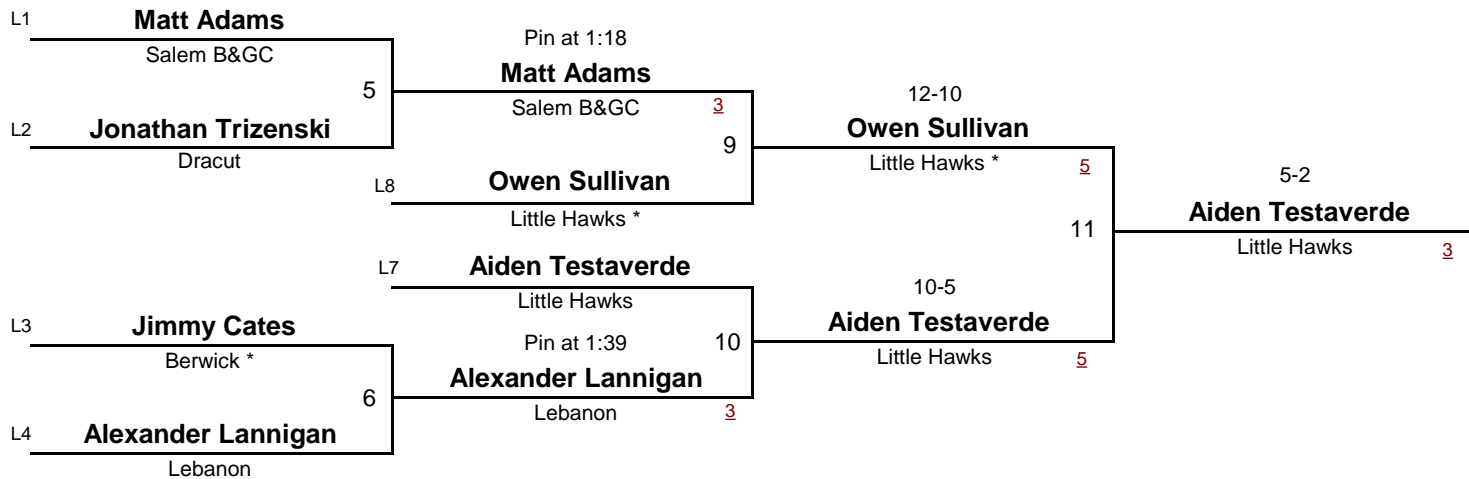 L1
Matt Adams
Salem B&GC
5
L2
Jonathan Trizenski
Dracut
Pin at 1:18
Matt Adams
Salem B&GC
3
9
L8
Owen Sullivan
Little Hawks *
12-10
Owen Sullivan
Little Hawks *
5
11
5-2
Aiden Testaverde
Little Hawks
3
L7
Aiden Testaverde
Little Hawks
10
10-5
Aiden Testaverde
Little Hawks
5
L3
Jimmy Cates
Berwick *
6
Pin at 1:39
Alexander Lannigan
Lebanon
3
L4
Alexander Lannigan
Lebanon